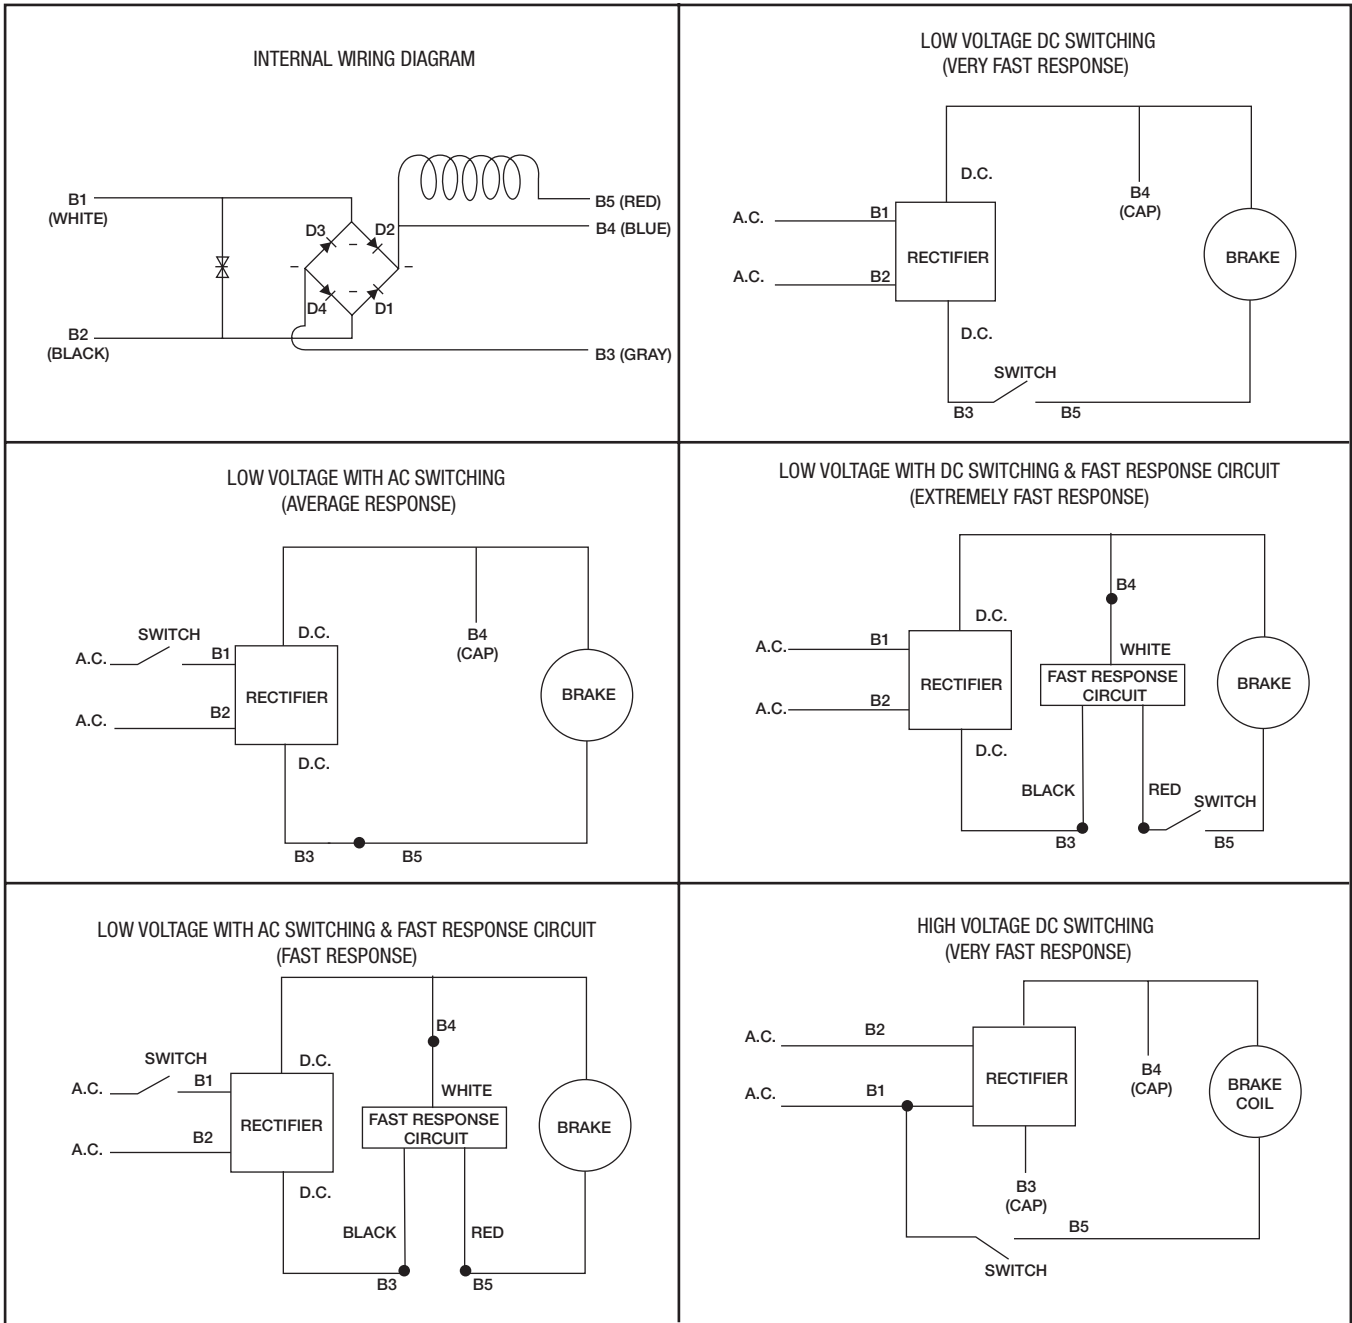 INTERNAL WIRING DIAGRAM
B1
(WHITE)
B2
(BLACK)
D3
D2
D4
D1
–
–
–
–
B5 (RED)
B4 (BLUE)
B3 (GRAY)
LOW VOLTAGE DC SWITCHING
(VERY FAST RESPONSE)
D.C.
B4
(CAP)
A.C.
B1
RECTIFIER
BRAKE
A.C.
B2
D.C.
SWITCH
B3
B5
LOW VOLTAGE WITH AC SWITCHING
(AVERAGE RESPONSE)
SWITCH
D.C.
B4
(CAP)
A.C.
B1
RECTIFIER
BRAKE
A.C.
B2
D.C.
B3
B5
LOW VOLTAGE WITH DC SWITCHING & FAST RESPONSE CIRCUIT
(EXTREMELY FAST RESPONSE)
B4
D.C.
A.C.
B1
WHITE
RECTIFIER
FAST RESPONSE
CIRCUIT
BRAKE
A.C.
B2
D.C.
BLACK
RED
SWITCH
B3
B5
LOW VOLTAGE WITH AC SWITCHING & FAST RESPONSE CIRCUIT
(FAST RESPONSE)
B4
SWITCH
D.C.
A.C.
B1
WHITE
RECTIFIER
FAST RESPONSE
CIRCUIT
BRAKE
A.C.
B2
D.C.
BLACK
RED
B3
B5
HIGH VOLTAGE DC SWITCHING
(VERY FAST RESPONSE)
A.C.
B2
B4
(CAP)
RECTIFIER
BRAKE
COIL
A.C.
B1
B3
(CAP)
B5
SWITCH